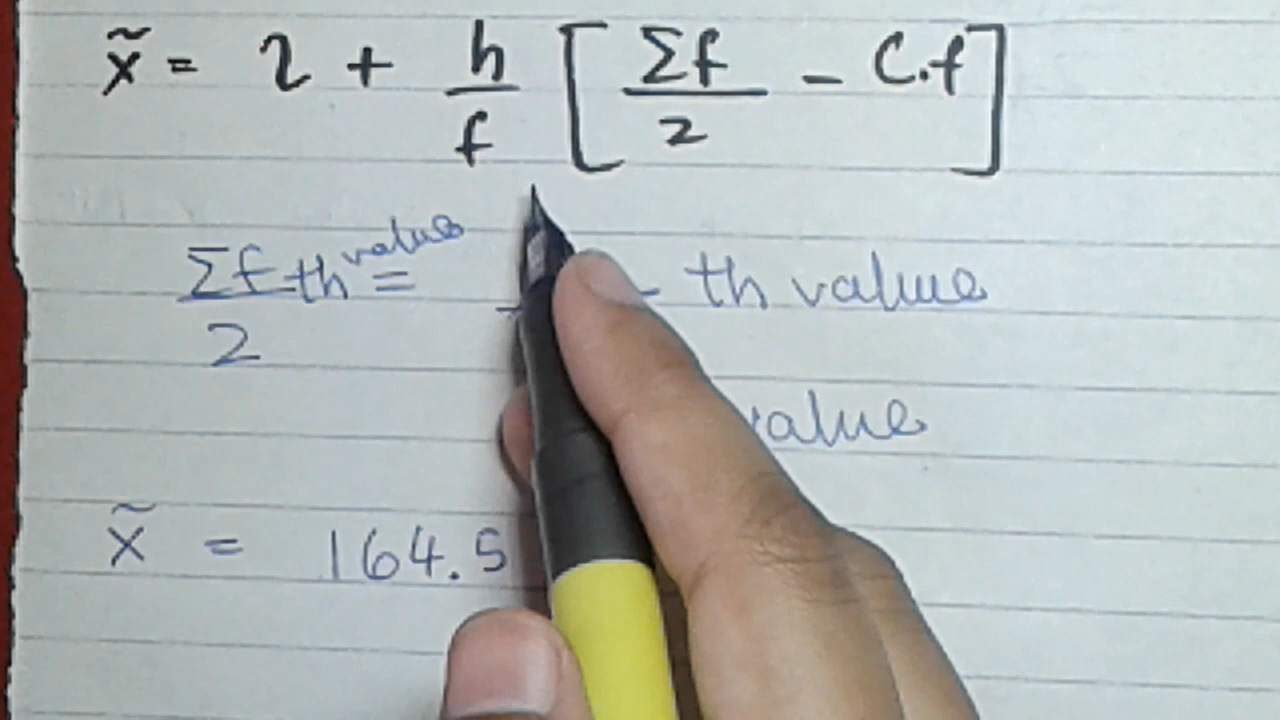 x̃ = l + h/f [ Σf/2 - C.f ]
Σf/2 th value = - th value
value
x̃ = 164.5